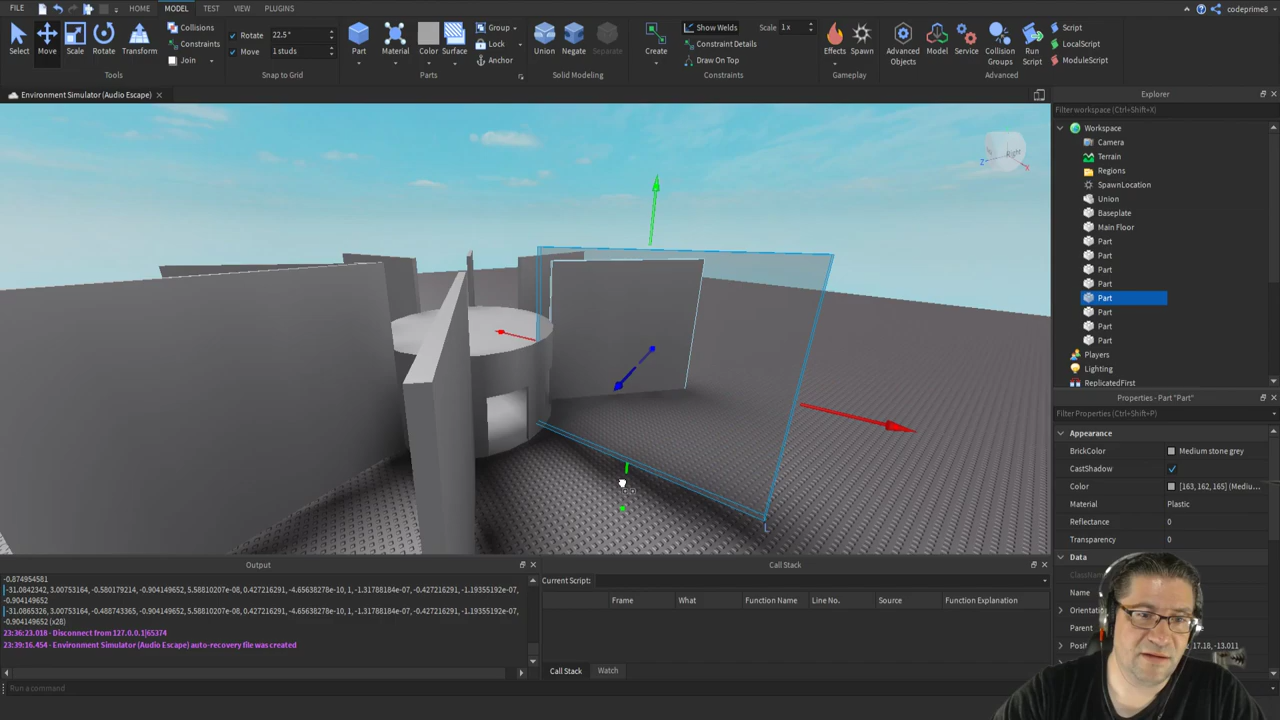 FILE HOME MODEL TEST VIEW PLUGINS codeprime8
Select Move Scale Rotate Transform
Collisions
Constraints
Join
Tools
Rotate 22.5°
Move 1 studs
Snap to Grid
Part Material Color Surface
Group
Lock
Anchor
Parts
Union Negate Separate
Solid Modeling
Create
Show Welds Scale 1x
Constraint Details
Draw On Top
Constraints
Effects Spawn
Gameplay
Advanced Objects Model Service Collision Groups Run Script
Script
LocalScript
ModuleScript
Advanced
Environment Simulator (Audio Escape)
Right
Z X
L
Explorer
Filter workspace (Ctrl+Shift+X)
Workspace
Camera
Terrain
Regions
SpawnLocation
Union
Baseplate
Main Floor
Part
Part
Part
Part
Part
Part
Part
Part
Players
Lighting
ReplicatedFirst
Properties - Part "Part"
Filter Properties (Ctrl+Shift+P)
Appearance
BrickColor Medium stone grey
CastShadow
Color [163, 162, 165] (Mediu...
Material Plastic
Reflectance 0
Transparency 0
Data
Name
Parent
17.18, -13.011
Output
-0.874954581
-31.0842342, 3.00753164, -0.580179214, -0.904149652, 5.58810207e-08, 0.427216291, -4.65638278e-10, 1, -1.31788184e-07, -0.427216291, -1.19355192e-07,
-0.904149652
-31.0865326, 3.00753164, -0.488743365, -0.904149652, 5.58810207e-08, 0.427216291, -4.65638278e-10, 1, -1.31788184e-07, -0.427216291, -1.19355192e-07,
-0.904149652 (x28)
23:36:23.018 - Disconnect from 127.0.0.1|65374
23:39:16.454 - Environment Simulator (Audio Escape) auto-recovery file was created
Call Stack
Current Script:
Frame What Function Name Line No. Source Function Explanation
Call Stack Watch
Run a command